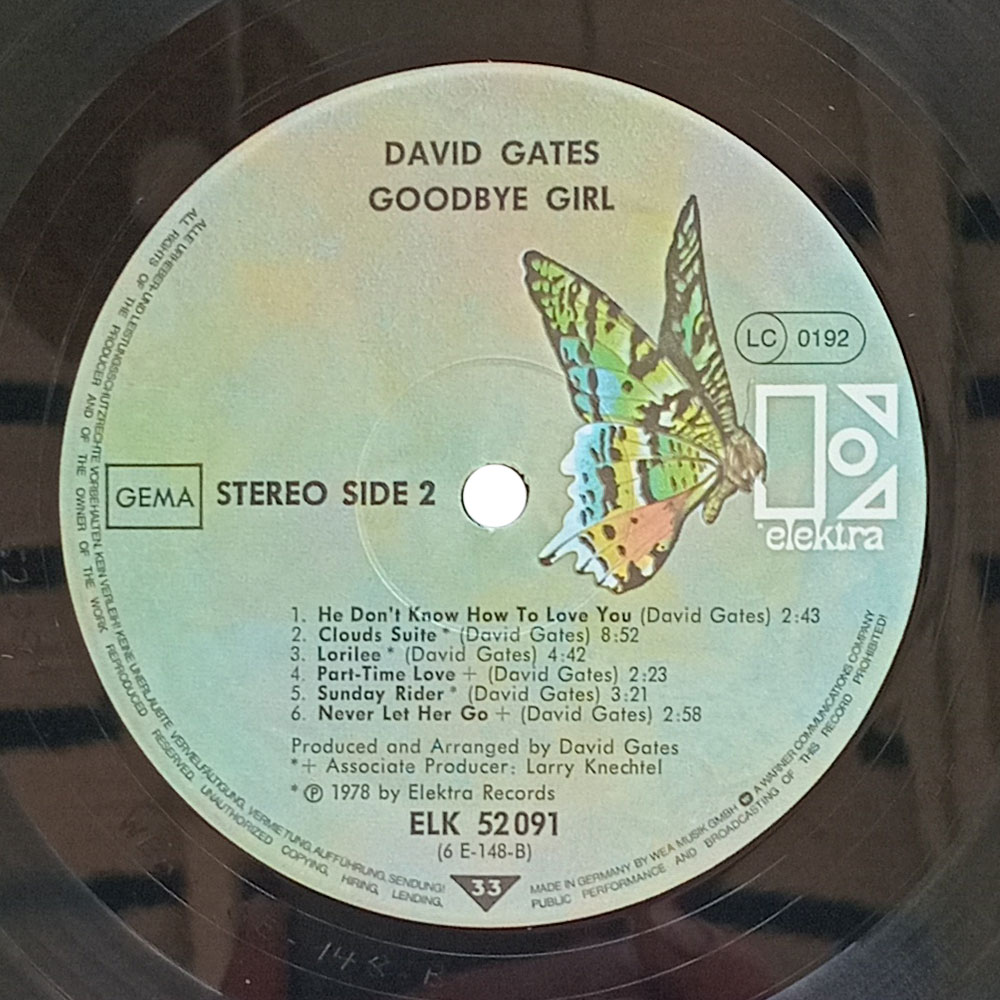 DAVID GATES
GOODBYE GIRL
LC 0192
elektra
GEMA
STEREO SIDE 2
1. He Don't Know How To Love You (David Gates) 2:43
2. Clouds Suite* (David Gates) 8:52
3. Lorilee* (David Gates) 4:42
4. Part-Time Love + (David Gates) 2:23
5. Sunday Rider* (David Gates) 3:21
6. Never Let Her Go + (David Gates) 2:58
Produced and Arranged by David Gates
*+ Associate Producer: Larry Knechtel
* ℗ 1978 by Elektra Records
ELK 52 091
(6 E-148-B)
33
ALLE URHEBER-UND LEISTUNGSSCHUTZRECHTE VORBEHALTEN. KEIN VERLEIH! KEINE UNERLAUBTE VERVIELFÄLTIGUNG, VERMIETUNG, AUFFÜHRUNG, SENDUNG!
ALL RIGHTS OF THE PRODUCER AND OF THE OWNER OF THE WORK REPRODUCED RESERVED. UNAUTHORIZED COPYING, HIRING, LENDING,
MADE IN GERMANY BY WEA MUSIK GMBH A WARNER COMMUNICATIONS COMPANY
PUBLIC PERFORMANCE AND BROADCASTING OF THIS RECORD PROHIBITED!
148-B